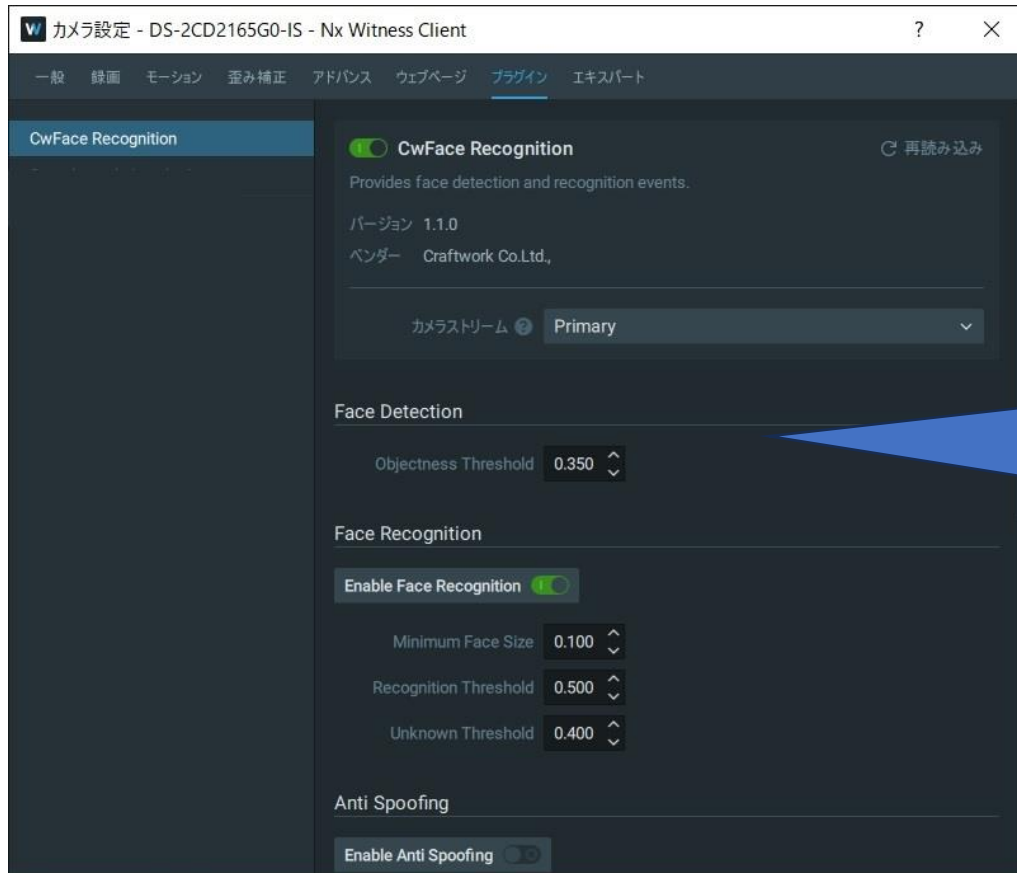 カメラ設定 - DS-2CD2165G0-IS - Nx Witness Client ?
一般 録画 モーション 歪み補正 アドバンス ウェブページ プラグイン エキスパート
CwFace Recognition
CwFace Recognition 再読み込み
Provides face detection and recognition events.
バージョン 1.1.0
ベンダー Craftwork Co.Ltd.,
カメラストリーム ? Primary
Face Detection
Objectness Threshold 0.350
Face Recognition
Enable Face Recognition
Minimum Face Size 0.100
Recognition Threshold 0.500
Unknown Threshold 0.400
Anti Spoofing
Enable Anti Spoofing